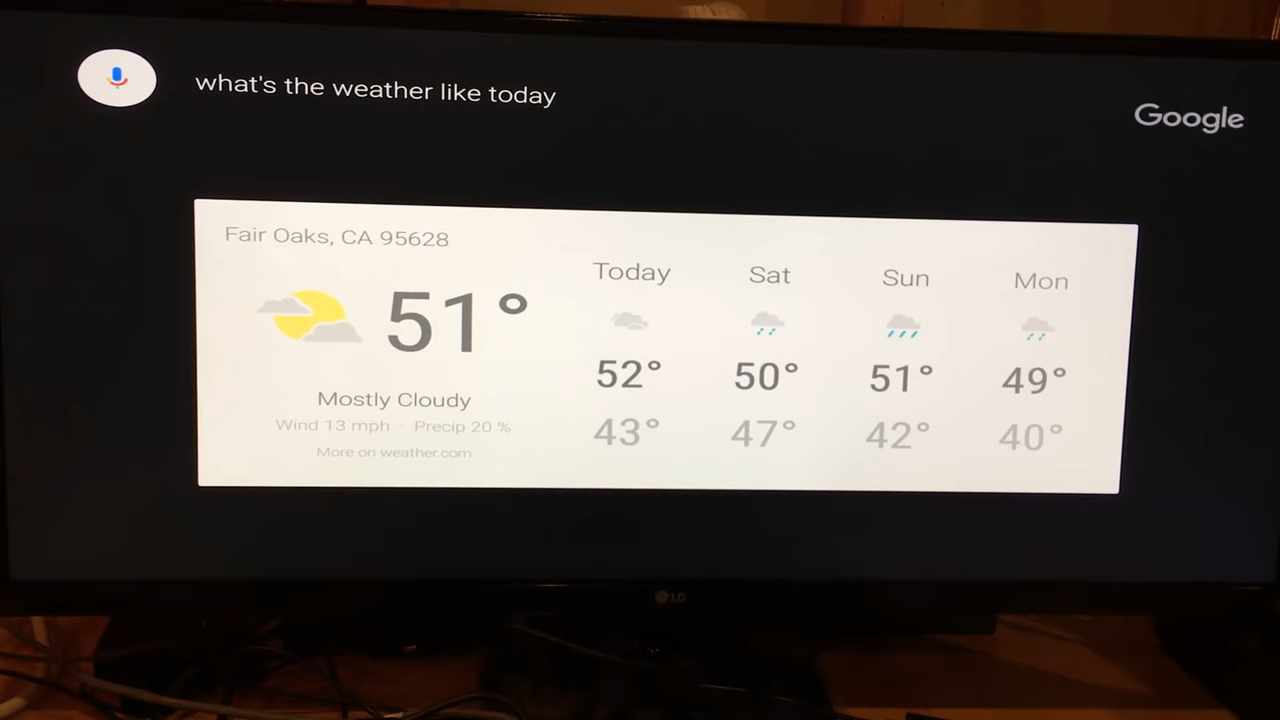 what's the weather like today
Google
Fair Oaks, CA 95628
51°
Mostly Cloudy
Wind 13 mph · Precip 20 %
More on weather.com
Today Sat Sun Mon
52° 50° 51° 49°
43° 47° 42° 40°
LG